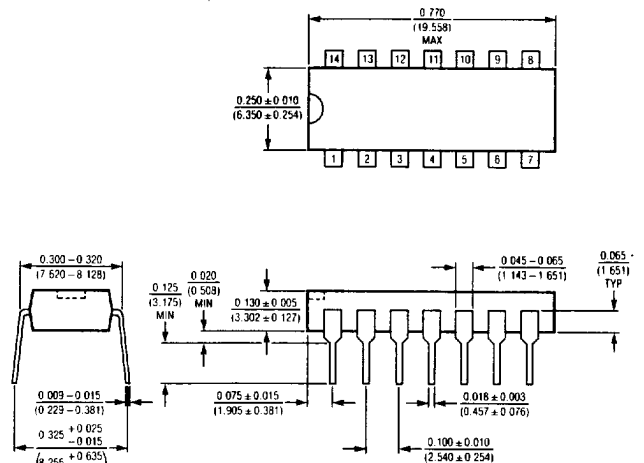 0.770
(19.558)
MAX
14 13 12 11 10 9 8
0.250 ± 0.010
(6.350 ± 0.254)
1 2 3 4 5 6 7
0.300 – 0.320
(7.620 – 8.128)
0.125
(3.175)
MIN
0.020
(0.508)
MIN
0.130 ± 0.005
(3.302 ± 0.127)
0.045 – 0.065
(1.143 – 1.651)
0.065
(1.651)
TYP
0.009 – 0.015
(0.229 – 0.381)
0.325 + 0.025
– 0.015
(8.255 + 0.635)
0.075 ± 0.015
(1.905 ± 0.381)
0.018 ± 0.003
(0.457 ± 0.076)
0.100 ± 0.010
(2.540 ± 0.254)